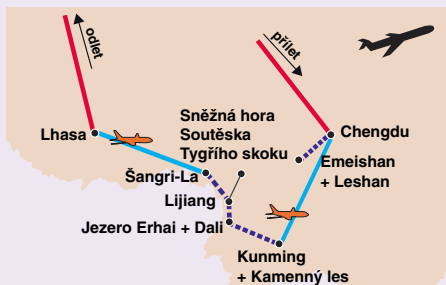 odlet
přílet
Sněžná hora
Soutěska
Tygřího skoku
Lhasa
Chengdu
Emeishan
+ Leshan
Šangri-La
Lijiang
Jezero Erhai + Dali
Kunming
+ Kamenný les